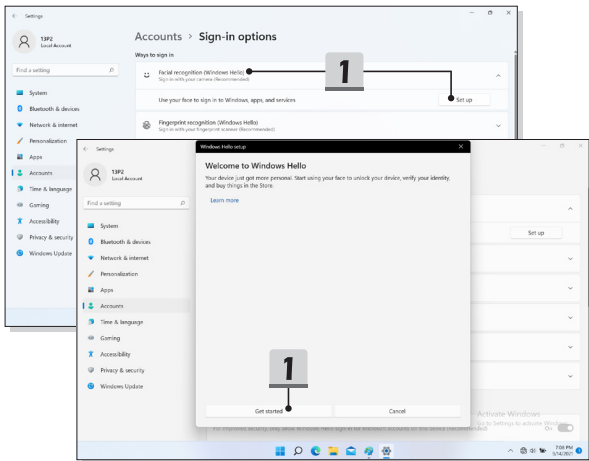 Settings
13P2
Local Account
Find a setting
System
Bluetooth & devices
Network & internet
Personalization
Apps
Accounts
Time & language
Gaming
Accessibility
Privacy & security
Windows Update
Accounts > Sign-in options
Ways to sign in
Facial recognition (Windows Hello)
Sign in with your camera (Recommended)
1
Use your face to sign in to Windows, apps, and services
Set up
Fingerprint recognition (Windows Hello)
Sign in with your fingerprint scanner (Recommended)
Settings
13P2
Local Account
Find a setting
System
Bluetooth & devices
Network & internet
Personalization
Apps
Accounts
Time & language
Gaming
Accessibility
Privacy & security
Windows Update
Windows Hello setup
Welcome to Windows Hello
Your device just got more personal. Start using your face to unlock your device, verify your identity,
and buy things in the Store.
Learn more
1
Get started
Cancel
Set up
Activate Windows
Go to Settings to activate Windows.
On
7:08 PM
5/14/2021